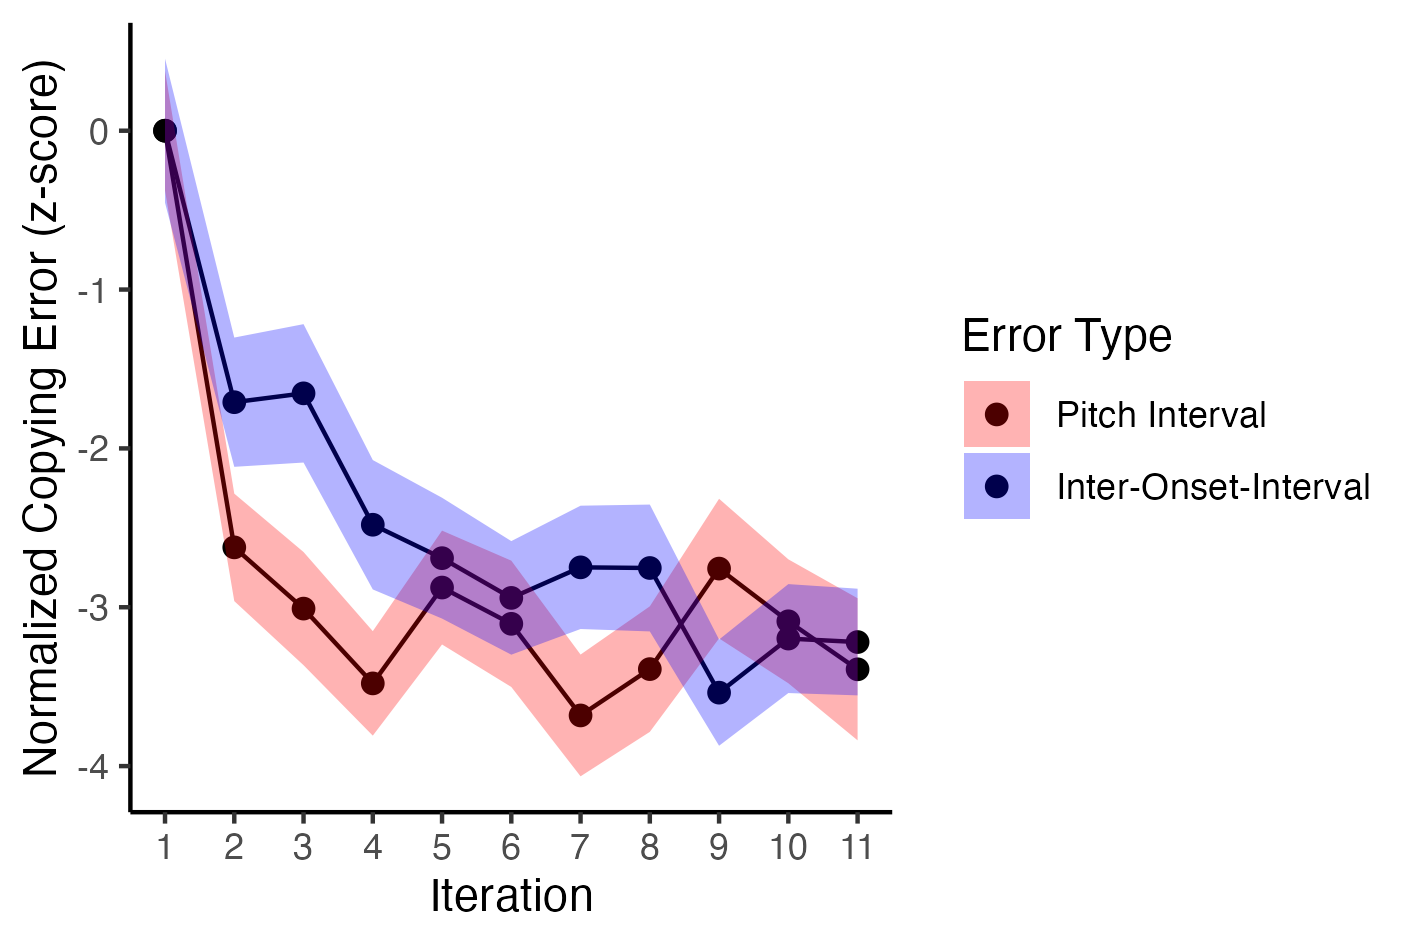 Normalized Copying Error (z-score)
0
-1
-2
-3
-4
1 2 3 4 5 6 7 8 9 10 11
Iteration
Error Type
Pitch Interval
Inter-Onset-Interval